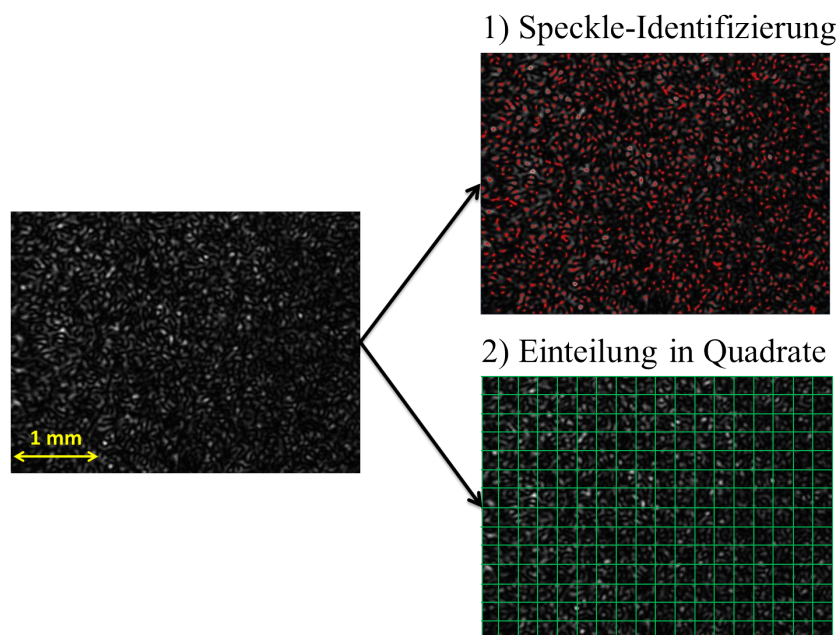 1) Speckle-Identifizierung
1 mm
2) Einteilung in Quadrate